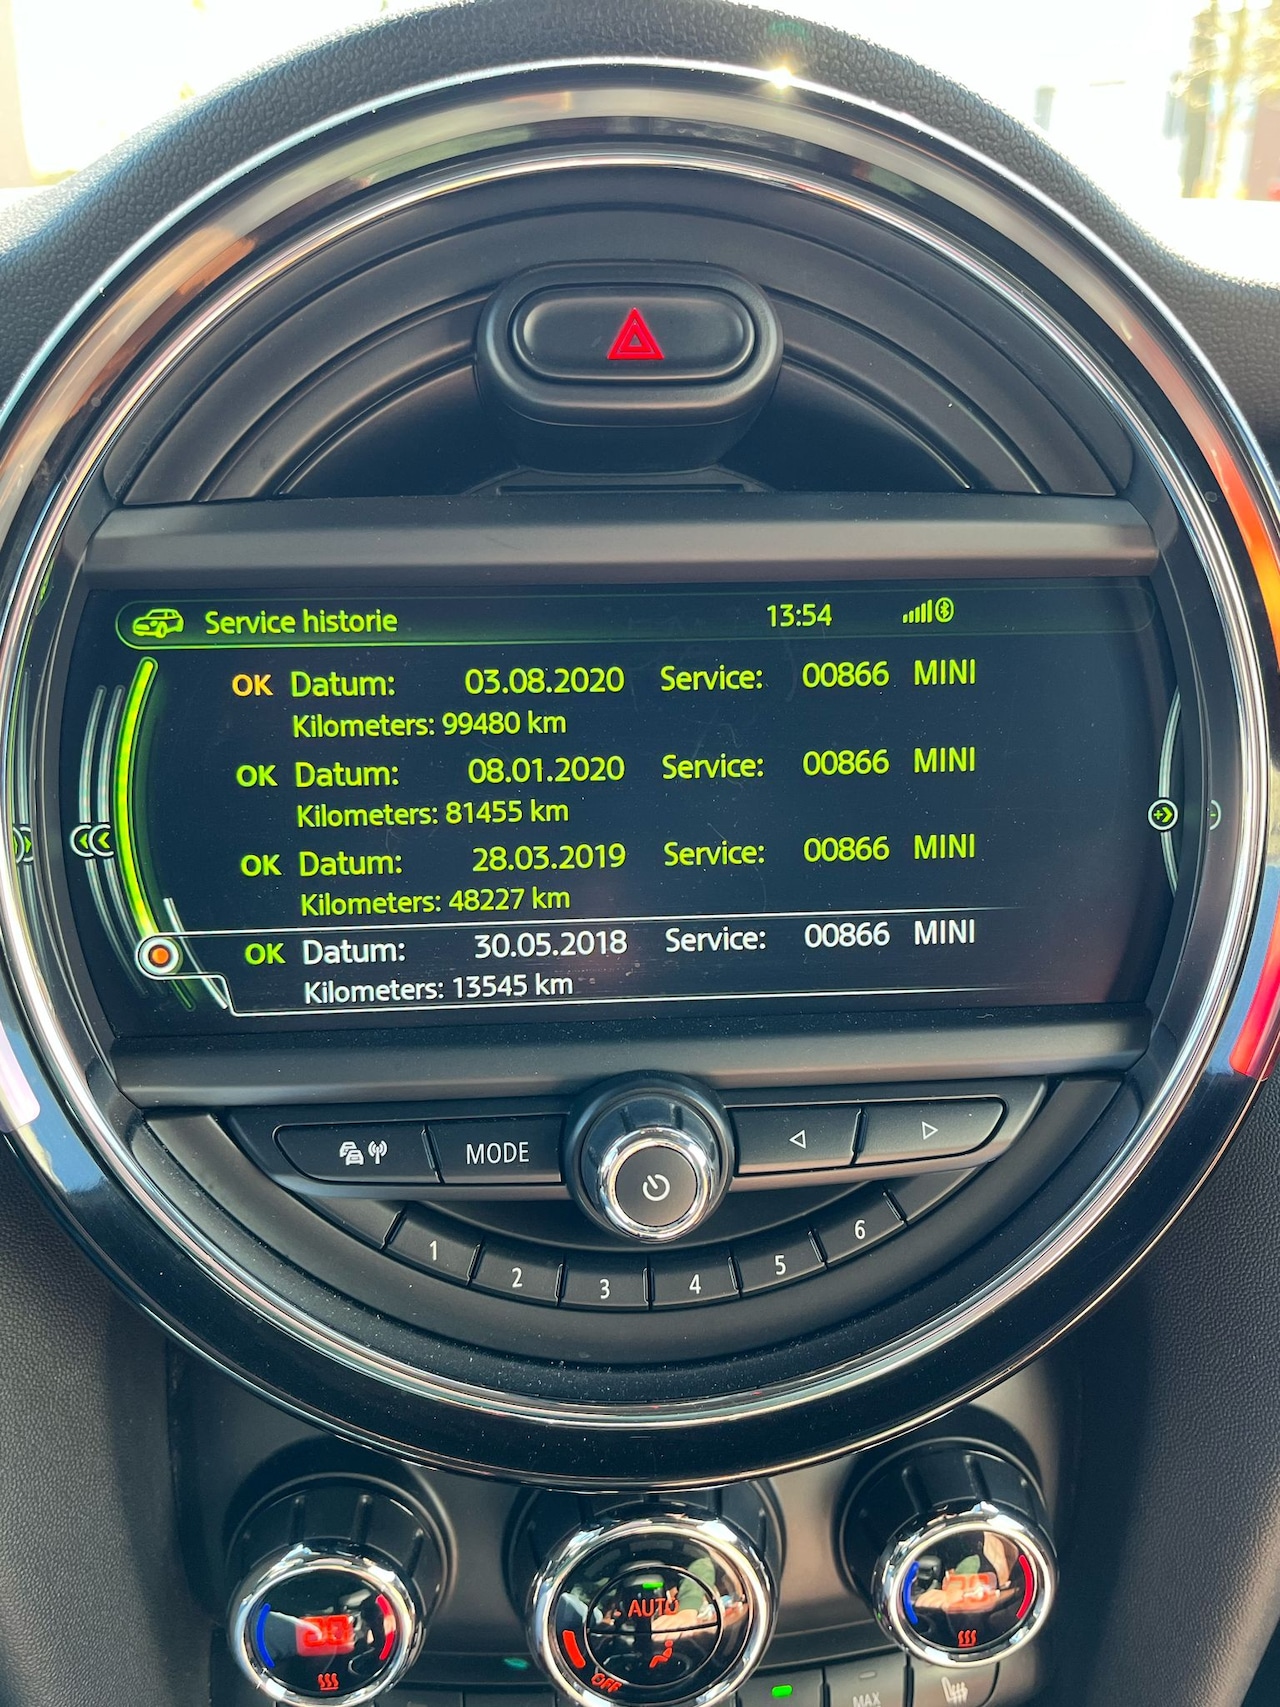 Service historie 13:54
OK Datum: 03.08.2020 Service: 00866 MINI
Kilometers: 99480 km
OK Datum: 08.01.2020 Service: 00866 MINI
Kilometers: 81455 km
OK Datum: 28.03.2019 Service: 00866 MINI
Kilometers: 48227 km
OK Datum: 30.05.2018 Service: 00866 MINI
Kilometers: 13545 km
MODE
1 2 3 4 5 6
AUTO
OFF
MAX